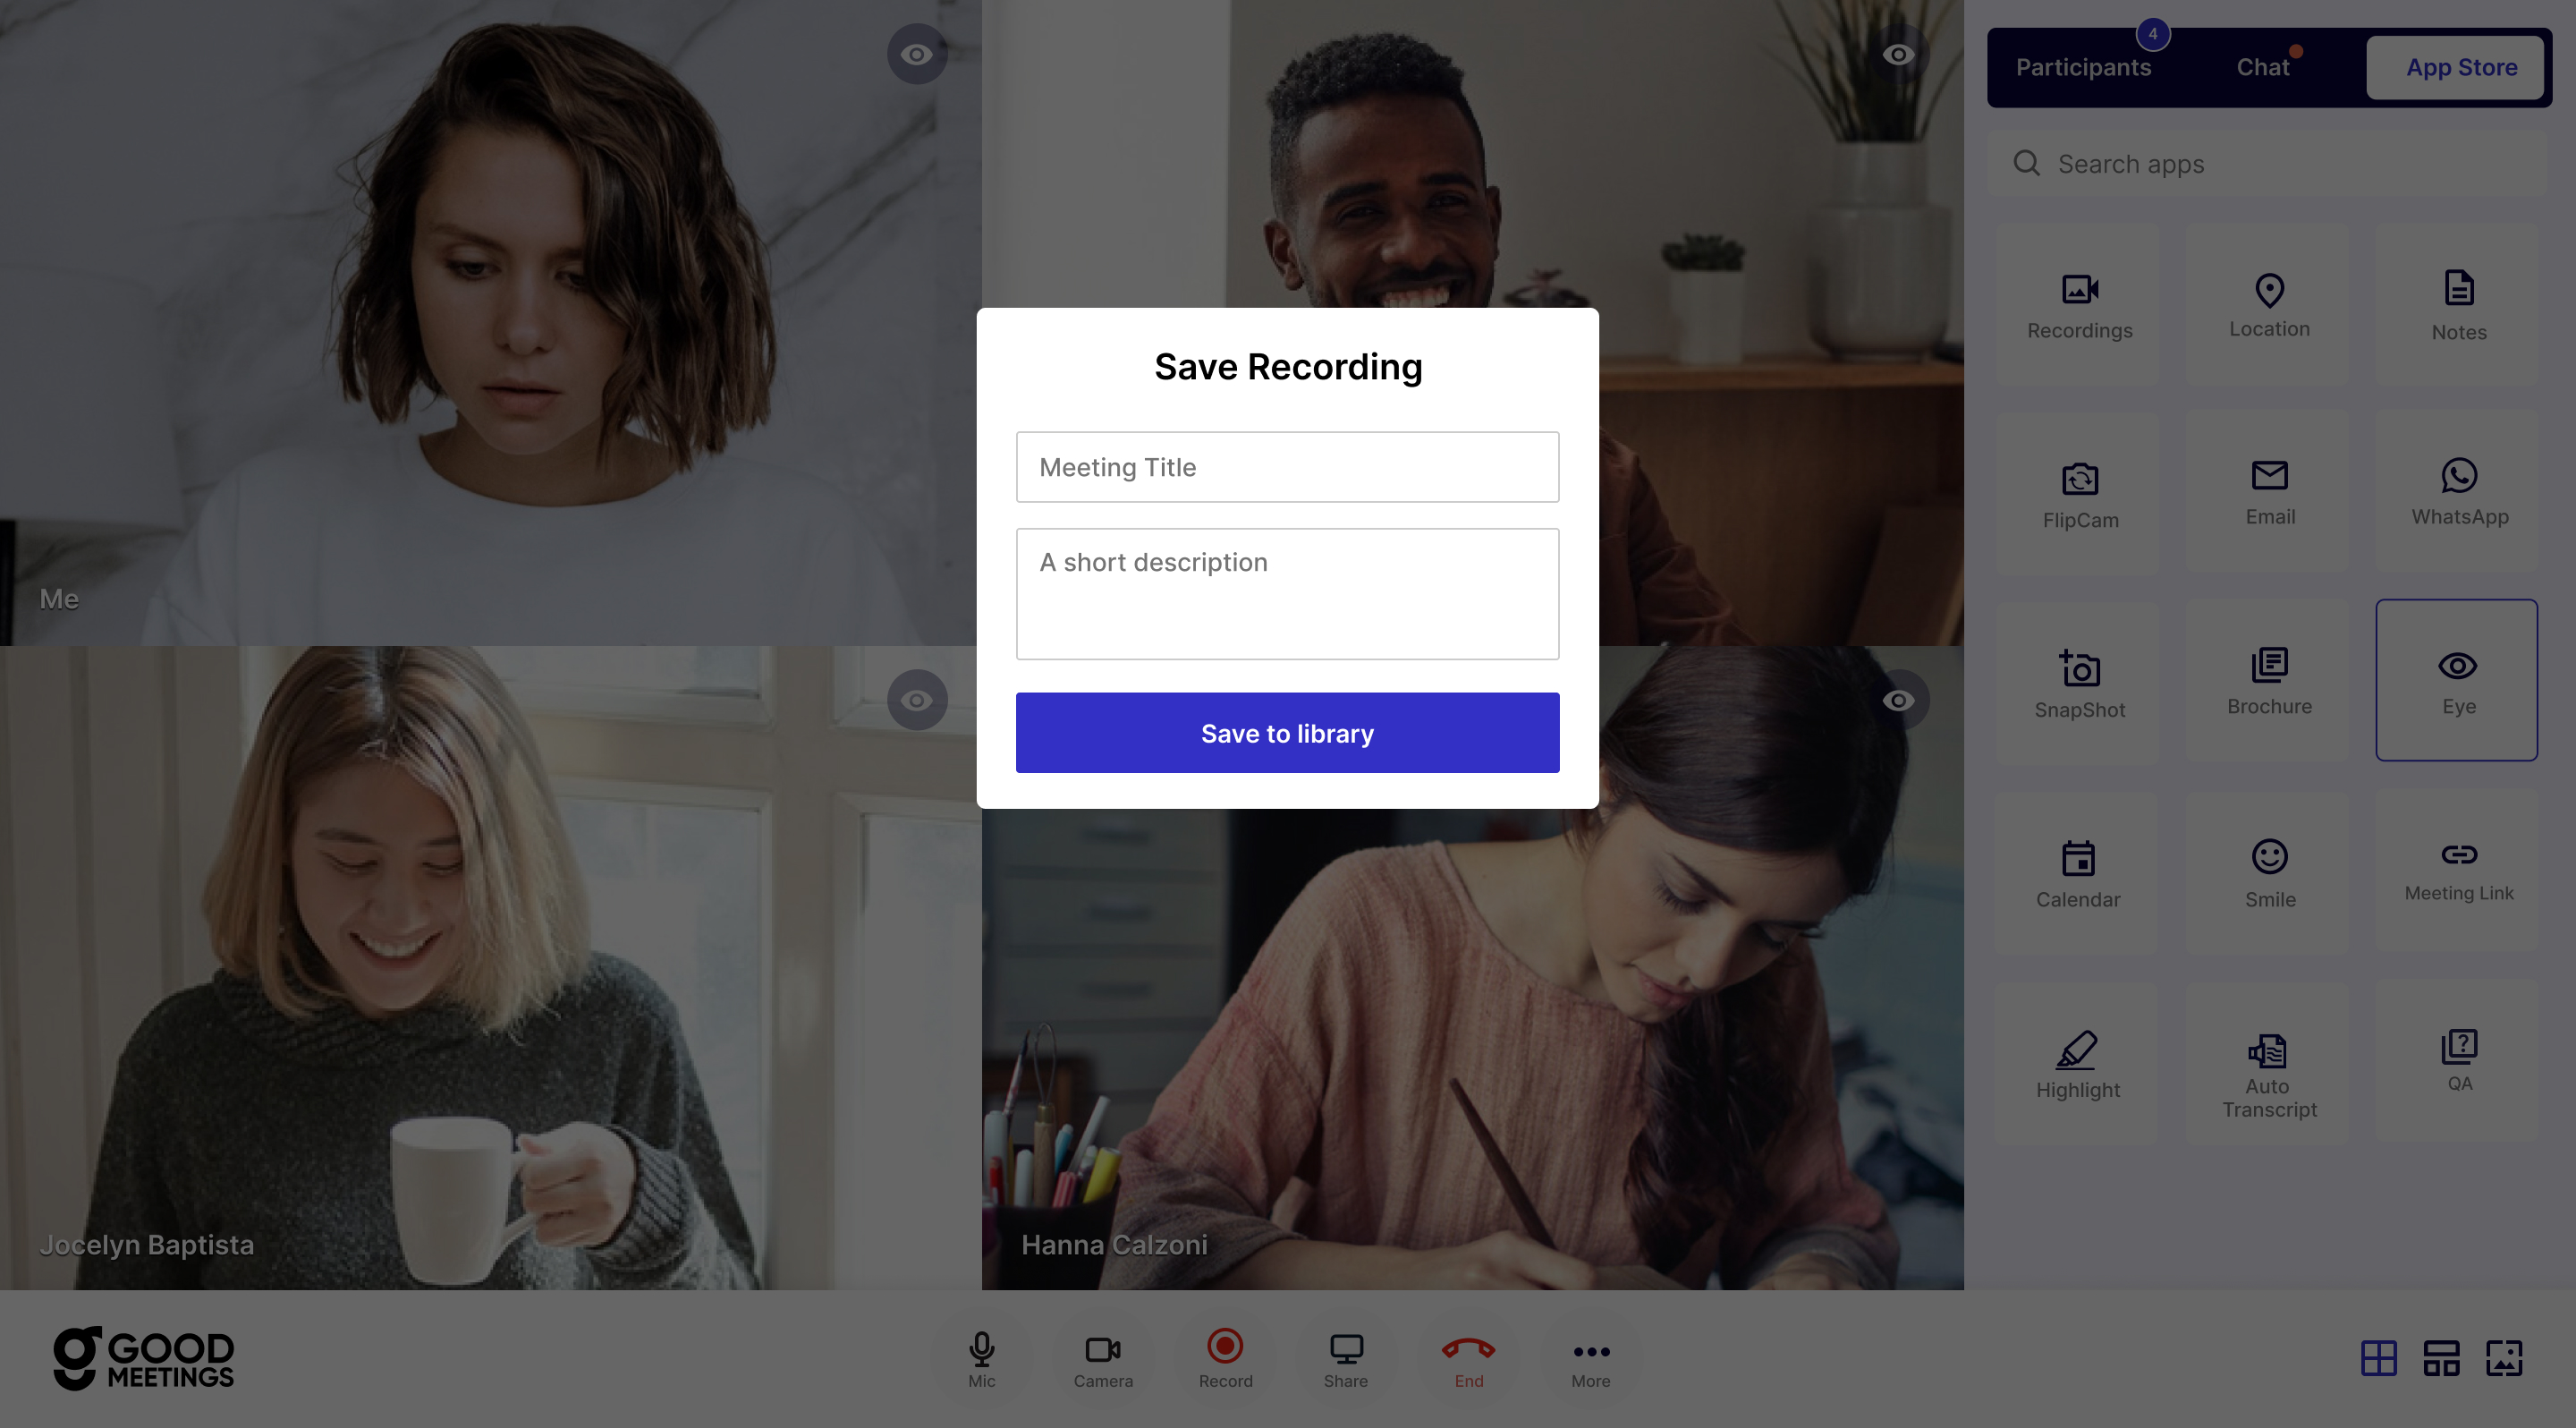 Me
Jocelyn Baptista
Hanna Calzoni
Save Recording
Meeting Title
A short description
Save to library
Participants
4
Chat
App Store
Search apps
Recordings
Location
Notes
FlipCam
Email
WhatsApp
SnapShot
Brochure
Eye
Calendar
Smile
Meeting Link
Highlight
Auto
Transcript
QA
GOOD
MEETINGS
Mic
Camera
Record
Share
End
More